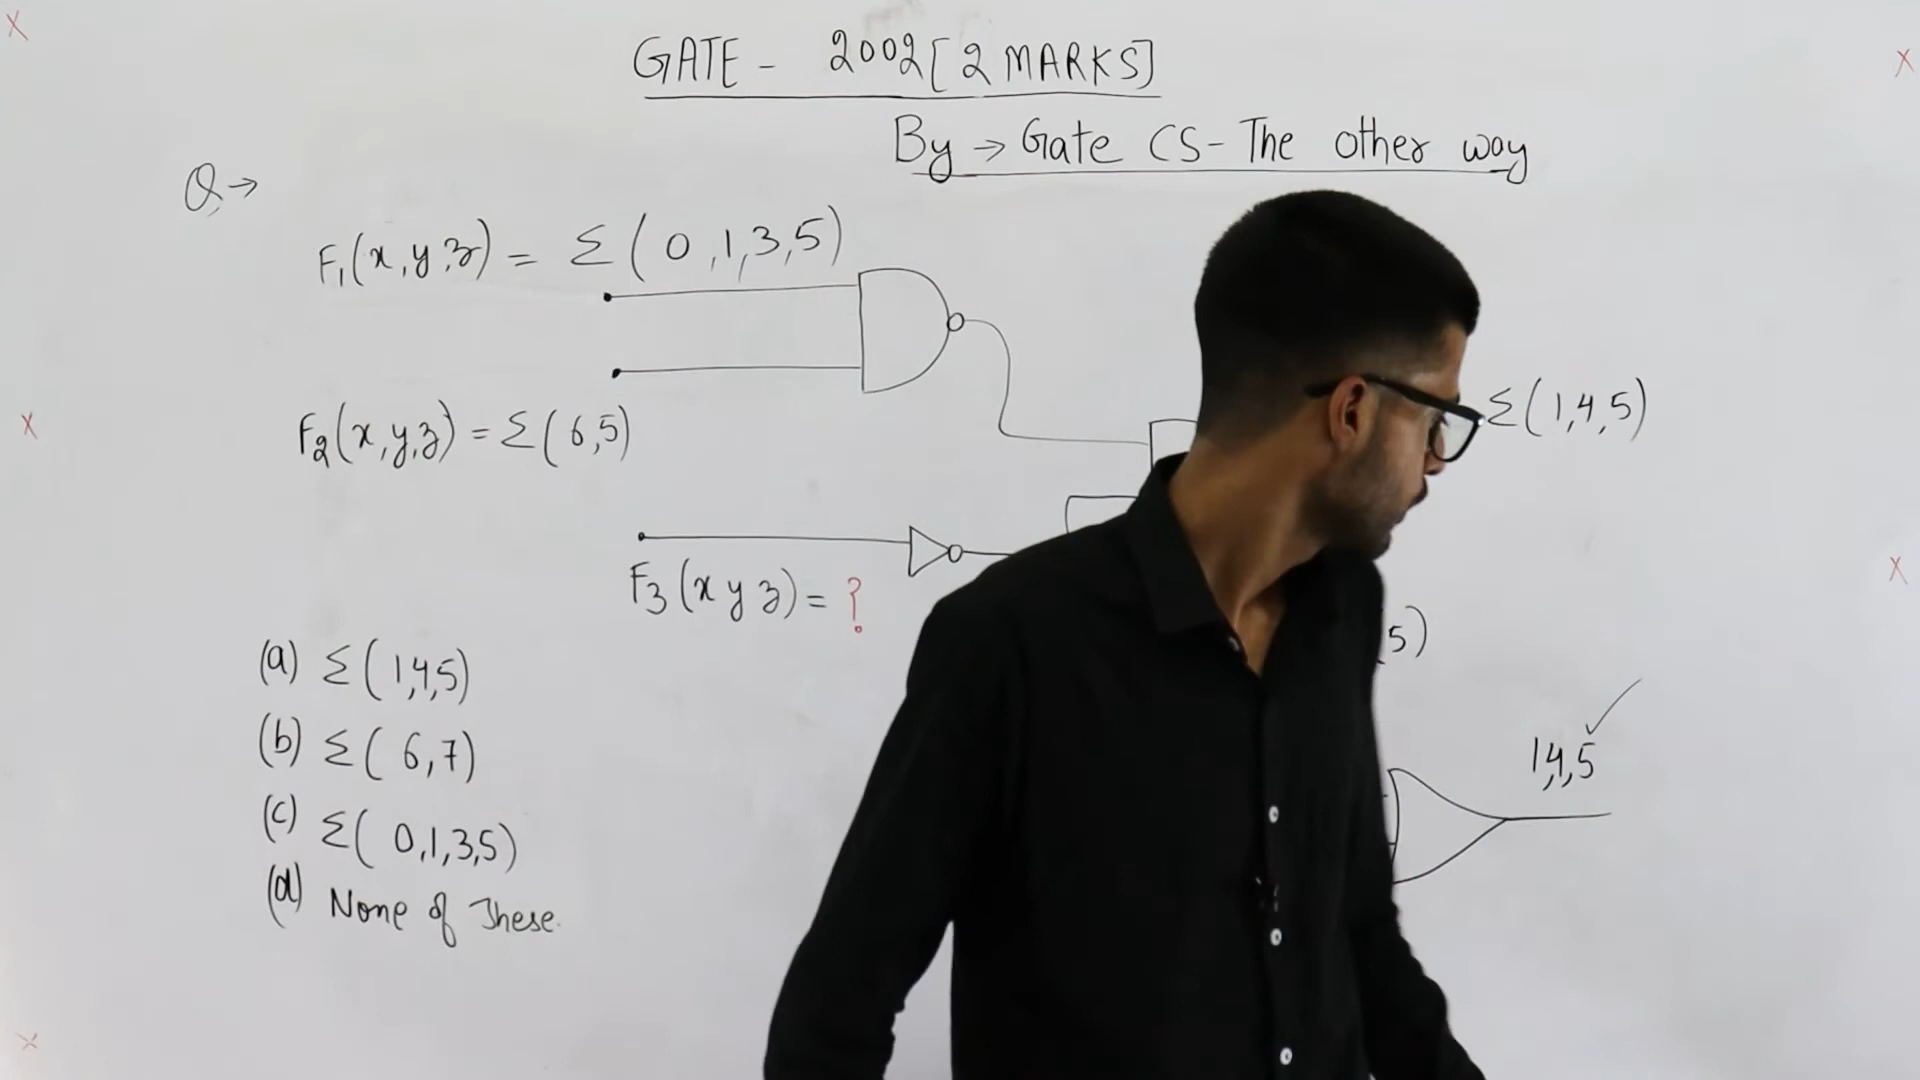 GATE - 2002 [2 MARKS]
By → Gate CS - The other way
Q →
F₁(x,y,z) = Σ(0,1,3,5)
F₂(x,y,z) = Σ(6,5)
Σ(1,4,5)
F₃(x y z) = ?
5)
(a) Σ(1,4,5)
(b) Σ(6,7)
(c) Σ(0,1,3,5)
(d) None of These.
1,4,5